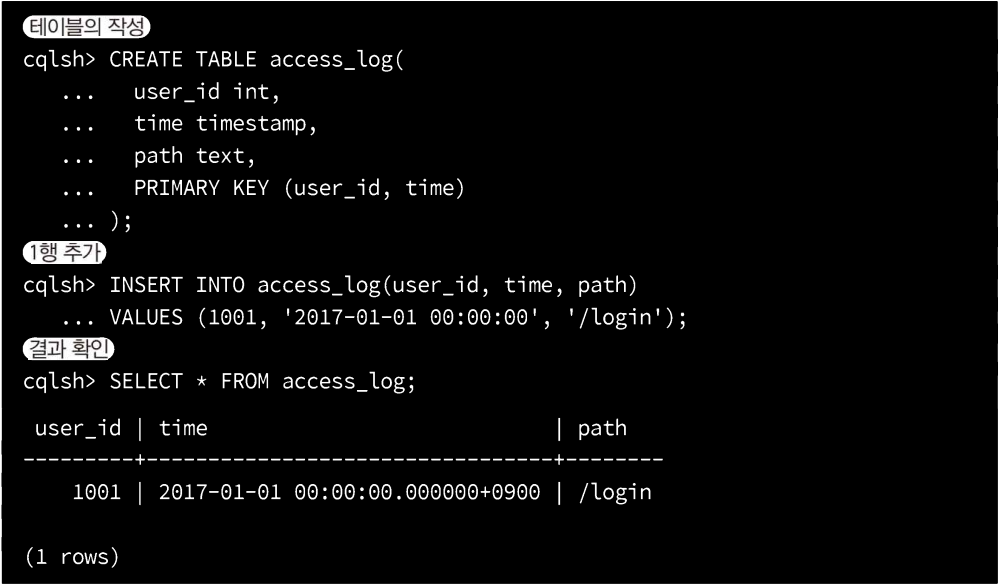 테이블의 작성
cqlsh> CREATE TABLE access_log(
   ...   user_id int,
   ...   time timestamp,
   ...   path text,
   ...   PRIMARY KEY (user_id, time)
   ... );
1행 추가
cqlsh> INSERT INTO access_log(user_id, time, path)
   ... VALUES (1001, '2017-01-01 00:00:00', '/login');
결과 확인
cqlsh> SELECT * FROM access_log;
 user_id | time                            | path
---------+---------------------------------+--------
    1001 | 2017-01-01 00:00:00.000000+0900 | /login
(1 rows)